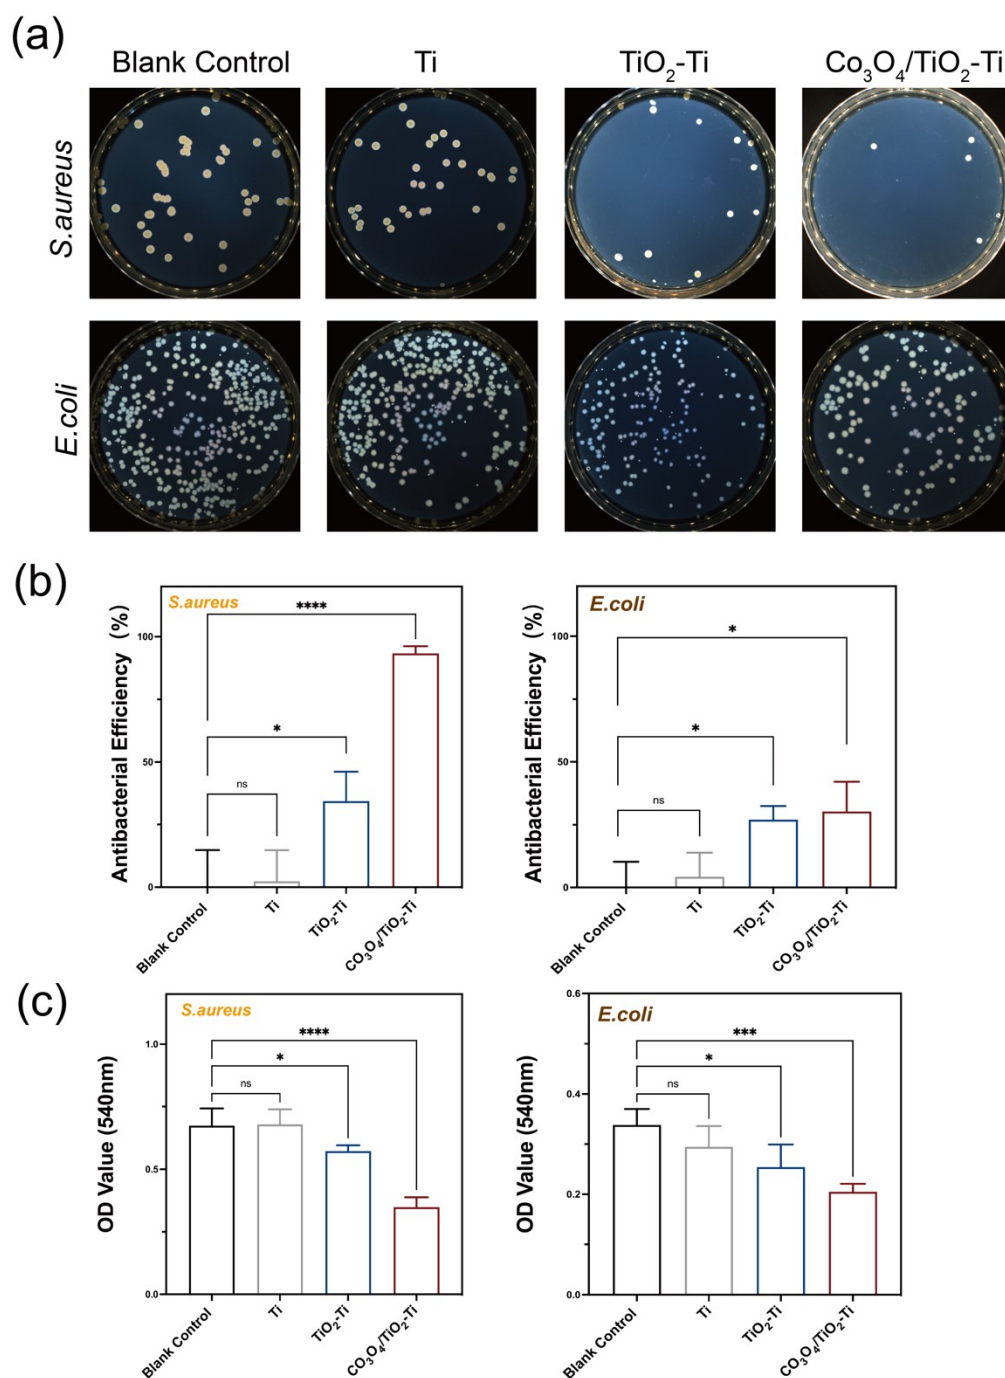 (a)
Blank Control Ti TiO₂-Ti Co₃O₄/TiO₂-Ti
S.aureus
E.coli
(b)
S.aureus
Antibacterial Efficiency (%)
100
50
0
****
*
ns
Blank Control
Ti
TiO₂-Ti
CO₃O₄/TiO₂-Ti
E.coli
Antibacterial Efficiency (%)
100
50
0
*
*
ns
Blank Control
Ti
TiO₂-Ti
CO₃O₄/TiO₂-Ti
(c)
S.aureus
OD Value (540nm)
1.0
0.5
0.0
****
*
ns
Blank Control
Ti
TiO₂-Ti
CO₃O₄/TiO₂-Ti
E.coli
OD Value (540nm)
0.6
0.4
0.2
0.0
***
*
ns
Blank Control
Ti
TiO₂-Ti
CO₃O₄/TiO₂-Ti